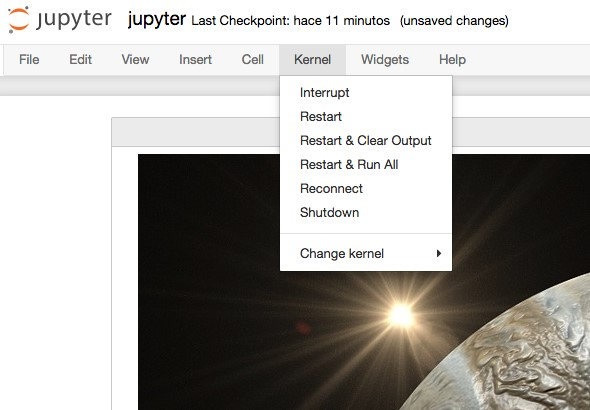 jupyter jupyter Last Checkpoint: hace 11 minutos (unsaved changes)
File Edit View Insert Cell Kernel Widgets Help
Interrupt
Restart
Restart & Clear Output
Restart & Run All
Reconnect
Shutdown
Change kernel